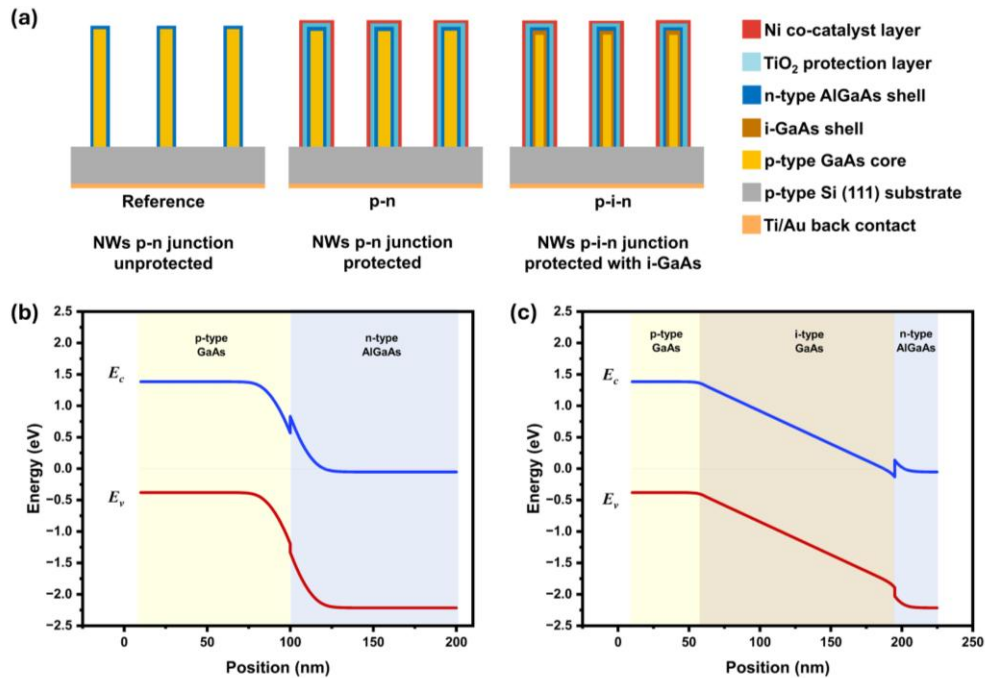 (a)
Reference
NWs p-n junction
unprotected
p-n
NWs p-n junction
protected
p-i-n
NWs p-i-n junction
protected with i-GaAs
Ni co-catalyst layer
TiO₂ protection layer
n-type AlGaAs shell
i-GaAs shell
p-type GaAs core
p-type Si (111) substrate
Ti/Au back contact
(b)
p-type
GaAs
n-type
AlGaAs
E_c
E_v
Energy (eV)
2.5
2.0
1.5
1.0
0.5
0.0
−0.5
−1.0
−1.5
−2.0
−2.5
0
50
100
150
200
Position (nm)
(c)
p-type
GaAs
i-type
GaAs
n-type
AlGaAs
E_c
E_v
Energy (eV)
2.5
2.0
1.5
1.0
0.5
0.0
−0.5
−1.0
−1.5
−2.0
−2.5
0
50
100
150
200
250
Position (nm)